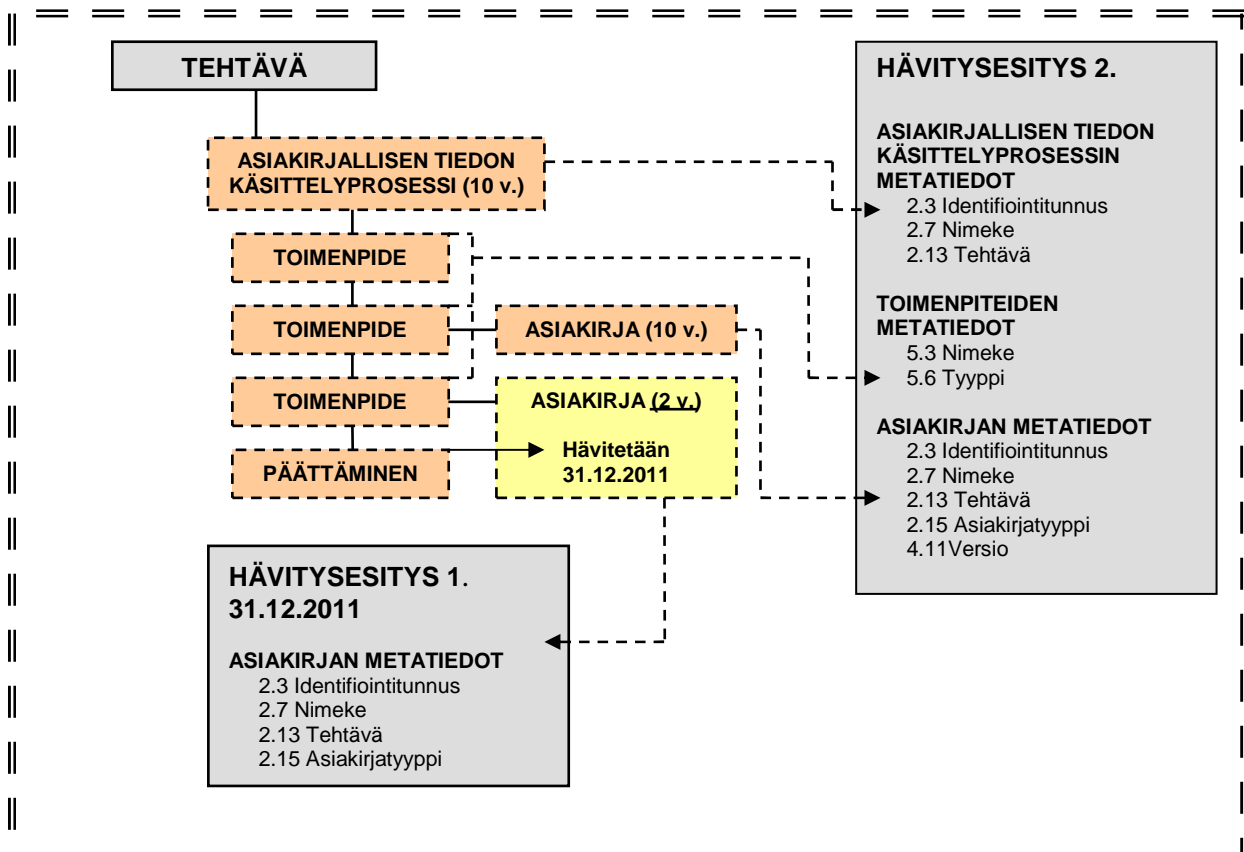 TEHTÄVÄ
ASIAKIRJALLISEN TIEDON
KÄSITTELYPROSESSI (10 v.)
TOIMENPIDE
TOIMENPIDE
ASIAKIRJA (10 v.)
TOIMENPIDE
ASIAKIRJA (2 v.)
Hävitetään
31.12.2011
PÄÄTTÄMINEN
HÄVITYSESITYS 1.
31.12.2011
ASIAKIRJAN METATIEDOT
2.3 Identifiointitunnus
2.7 Nimeke
2.13 Tehtävä
2.15 Asiakirjatyyppi
HÄVITYSESITYS 2.
ASIAKIRJALLISEN TIEDON
KÄSITTELYPROSESSIN
METATIEDOT
2.3 Identifiointitunnus
2.7 Nimeke
2.13 Tehtävä
TOIMENPITEIDEN
METATIEDOT
5.3 Nimeke
5.6 Tyyppi
ASIAKIRJAN METATIEDOT
2.3 Identifiointitunnus
2.7 Nimeke
2.13 Tehtävä
2.15 Asiakirjatyyppi
4.11Versio